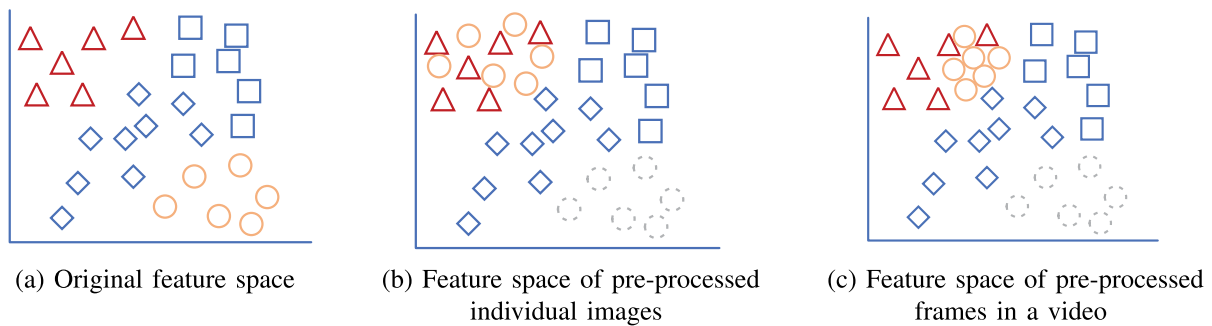 (a) Original feature space
(b) Feature space of pre-processed
individual images
(c) Feature space of pre-processed
frames in a video